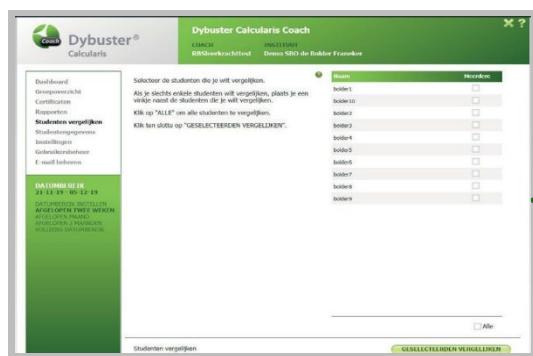 Coach
Dybuster®
Calcularis
Dybuster Calcularis Coach
COACH
INSTITUUT
Demo SBO de Bolder Franeker
Dashboard
Groepsoverzicht
Certificaten
Rapporten
Studenten vergelijken
Studentengegevens
Instellingen
Gebruikersbeheer
E-mail beheren
DATUMBEREIK
21-11-19 - 05-12-19
DATUMBEREIK INSTELLEN
AFGELOPEN TWEE WEKEN
AFGELOPEN MAAND
AFGELOPEN 3 MAANDEN
VOLLEDIG DATUMBEREIK
Selecteer de studenten die je wilt vergelijken.
Als je slechts enkele studenten wilt vergelijken, plaats je een
vinkje naast de studenten die je wilt vergelijken.
Klik op "ALLE" om alle studenten te vergelijken.
Klik ten slotte op "GESELECTEERDEN VERGELIJKEN".
Naam
Meerdere
bolder1
bolder10
bolder2
bolder3
bolder4
bolder5
bolder6
bolder7
bolder8
bolder9
Alle
Studenten vergelijken
GESELECTEERDEN VERGELIJKEN